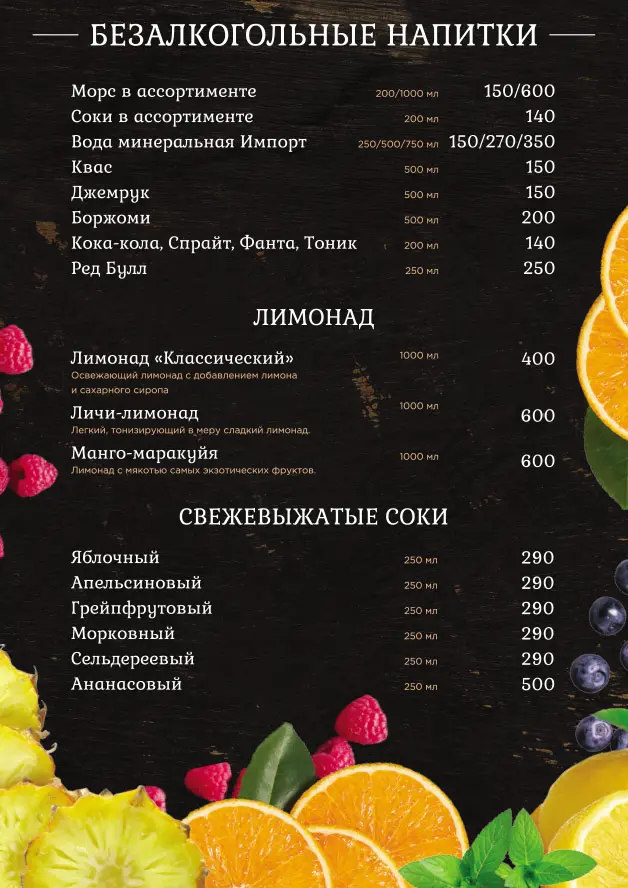 БЕЗАЛКОГОЛЬНЫЕ НАПИТКИ
Морс в ассортименте 200/1000 мл 150/600
Соки в ассортименте 200 мл 140
Вода минеральная Импорт 250/500/750 мл 150/270/350
Квас 500 мл 150
Джемрук 500 мл 150
Боржоми 500 мл 200
Кока-кола, Спрайт, Фанта, Тоник 200 мл 140
Ред Булл 250 мл 250
ЛИМОНАД
Лимонад «Классический» 1000 мл 400
Освежающий лимонад с добавлением лимона
и сахарного сиропа
Личи-лимонад 1000 мл 600
Легкий, тонизирующий в меру сладкий лимонад.
Манго-маракуйя 1000 мл 600
Лимонад с мякотью самых экзотических фруктов.
СВЕЖЕВЫЖАТЫЕ СОКИ
Яблочный 250 мл 290
Апельсиновый 250 мл 290
Грейпфрутовый 250 мл 290
Морковный 250 мл 290
Сельдереевый 250 мл 290
Ананасовый 250 мл 500